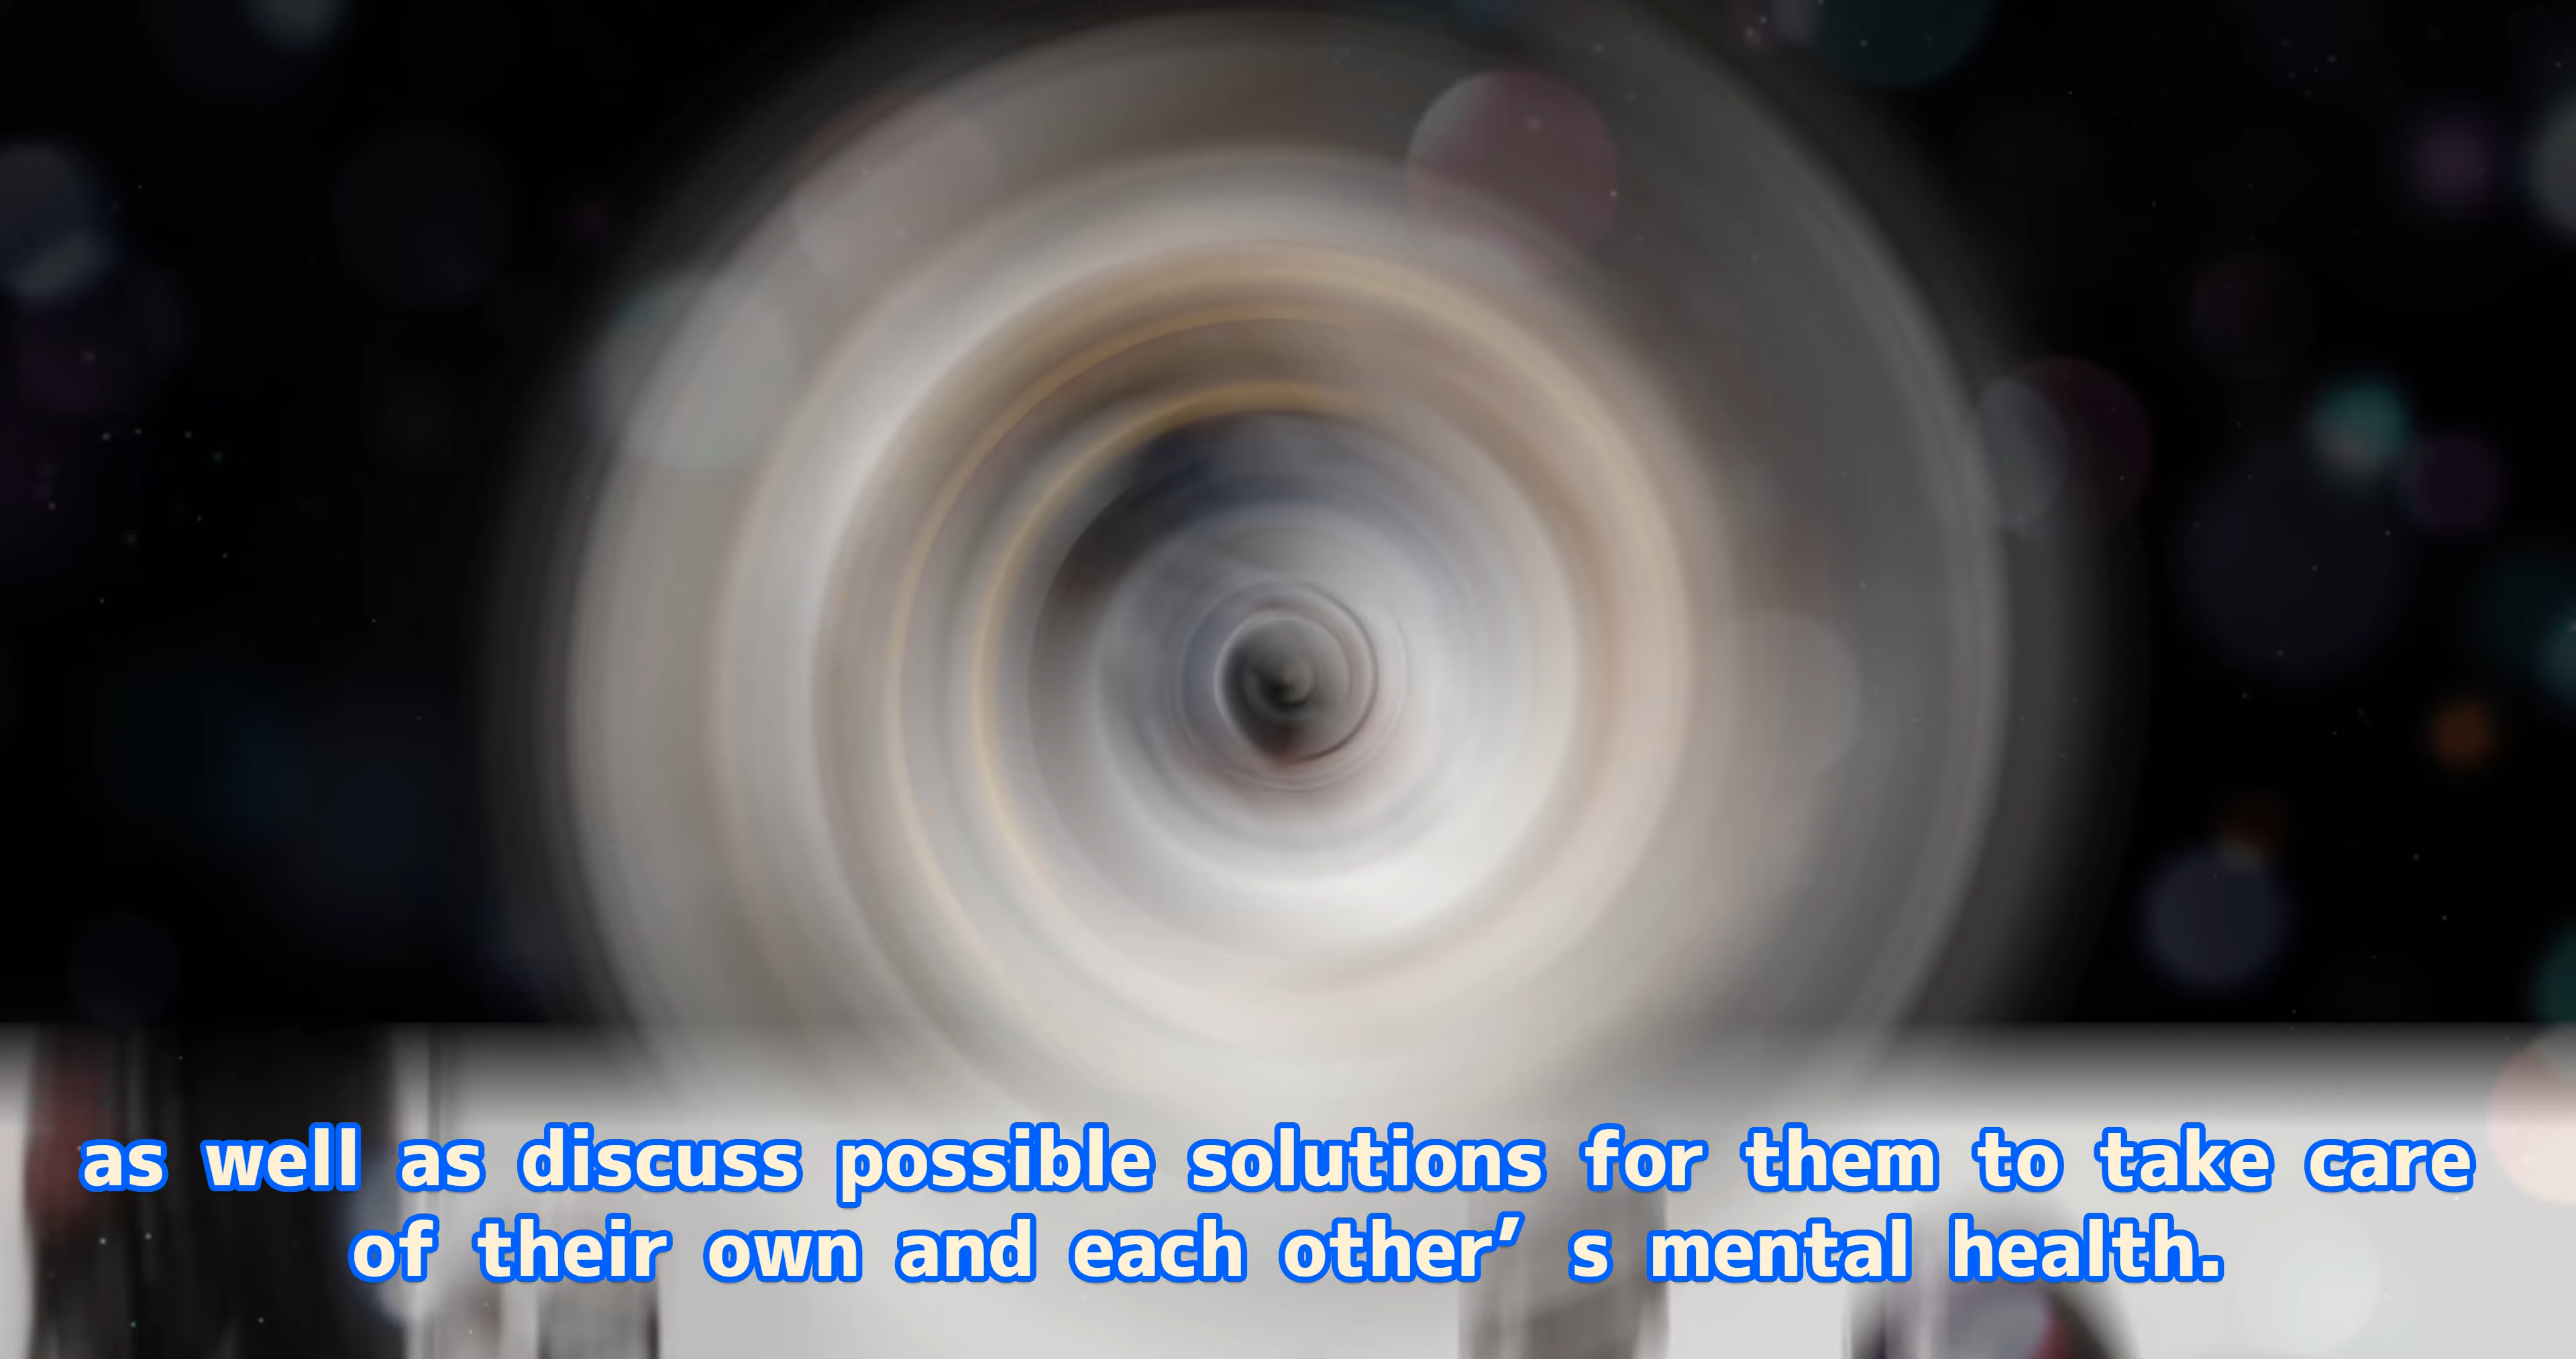 as well as discuss possible solutions for them to take care
of their own and each other’ s mental health.